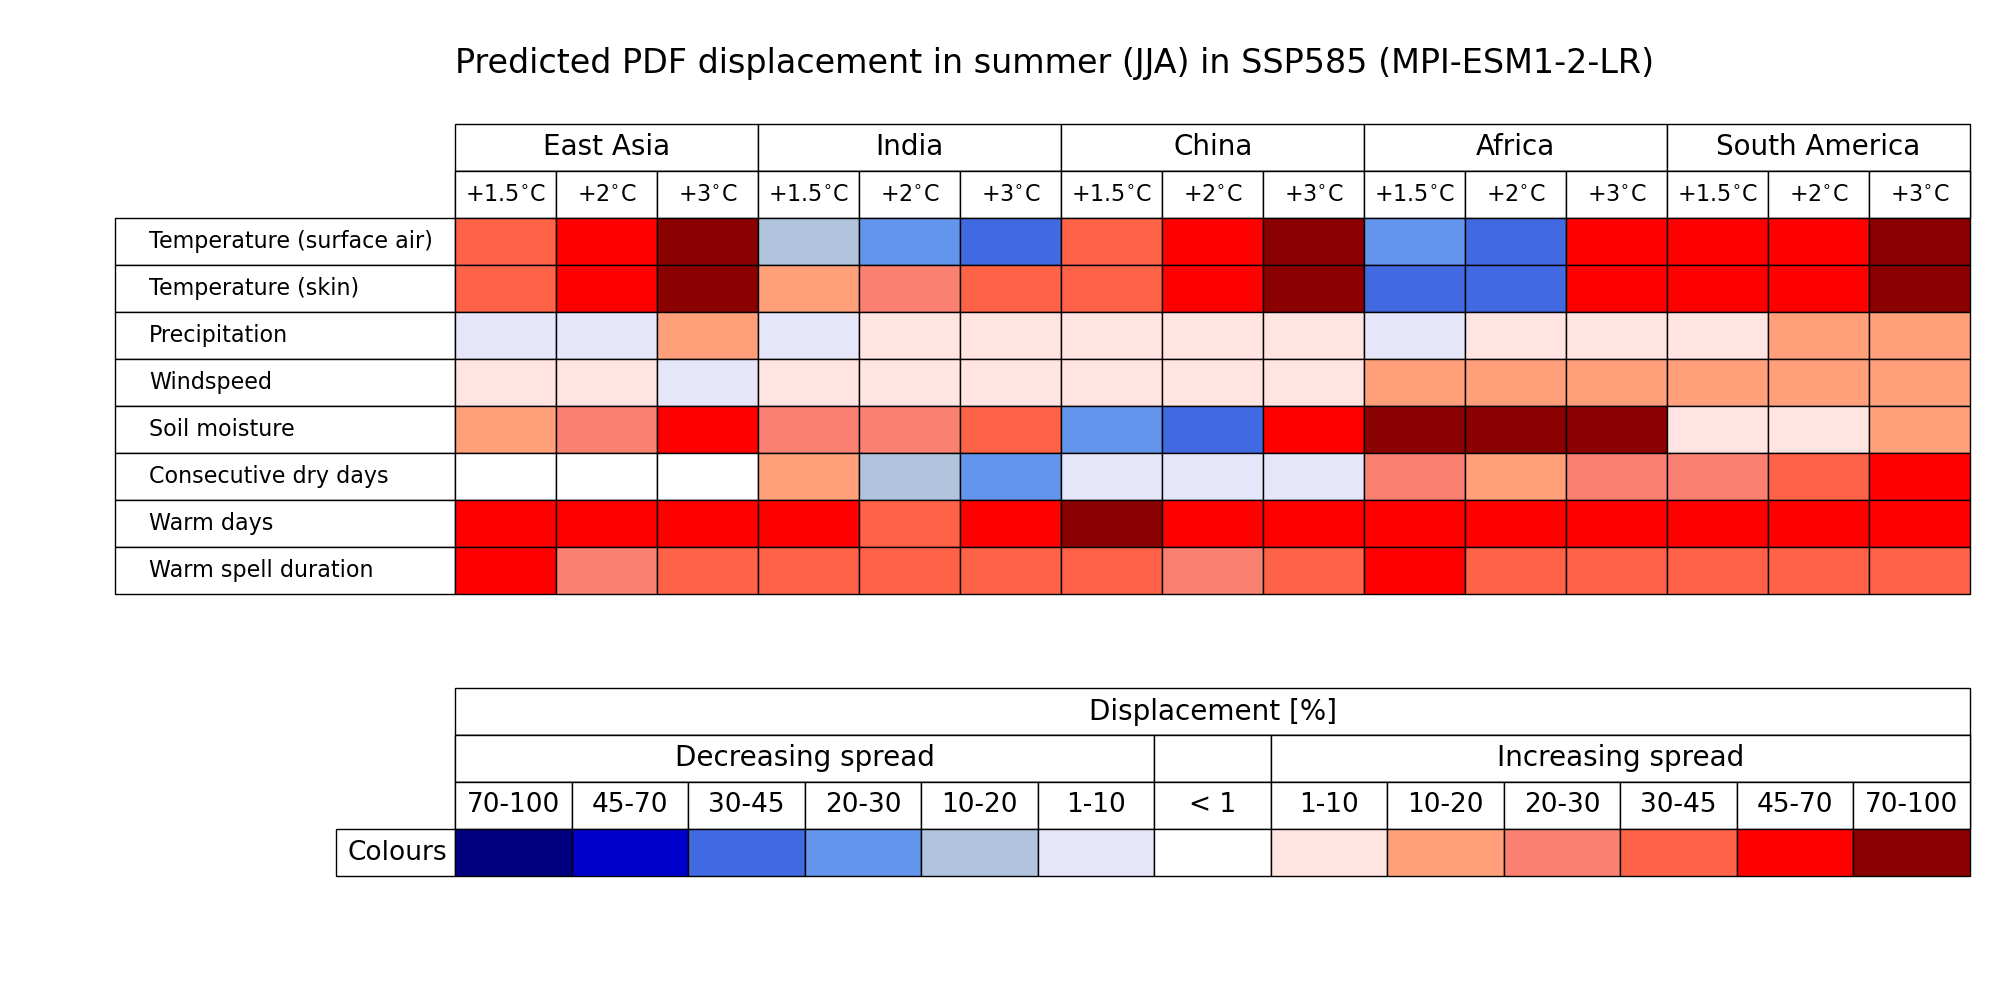 Predicted PDF displacement in summer (JJA) in SSP585 (MPI-ESM1-2-LR)
East Asia India China Africa South America
+1.5°C +2°C +3°C +1.5°C +2°C +3°C +1.5°C +2°C +3°C +1.5°C +2°C +3°C +1.5°C +2°C +3°C
Temperature (surface air)
Temperature (skin)
Precipitation
Windspeed
Soil moisture
Consecutive dry days
Warm days
Warm spell duration
Displacement [%]
Decreasing spread Increasing spread
70-100 45-70 30-45 20-30 10-20 1-10 < 1 1-10 10-20 20-30 30-45 45-70 70-100
Colours